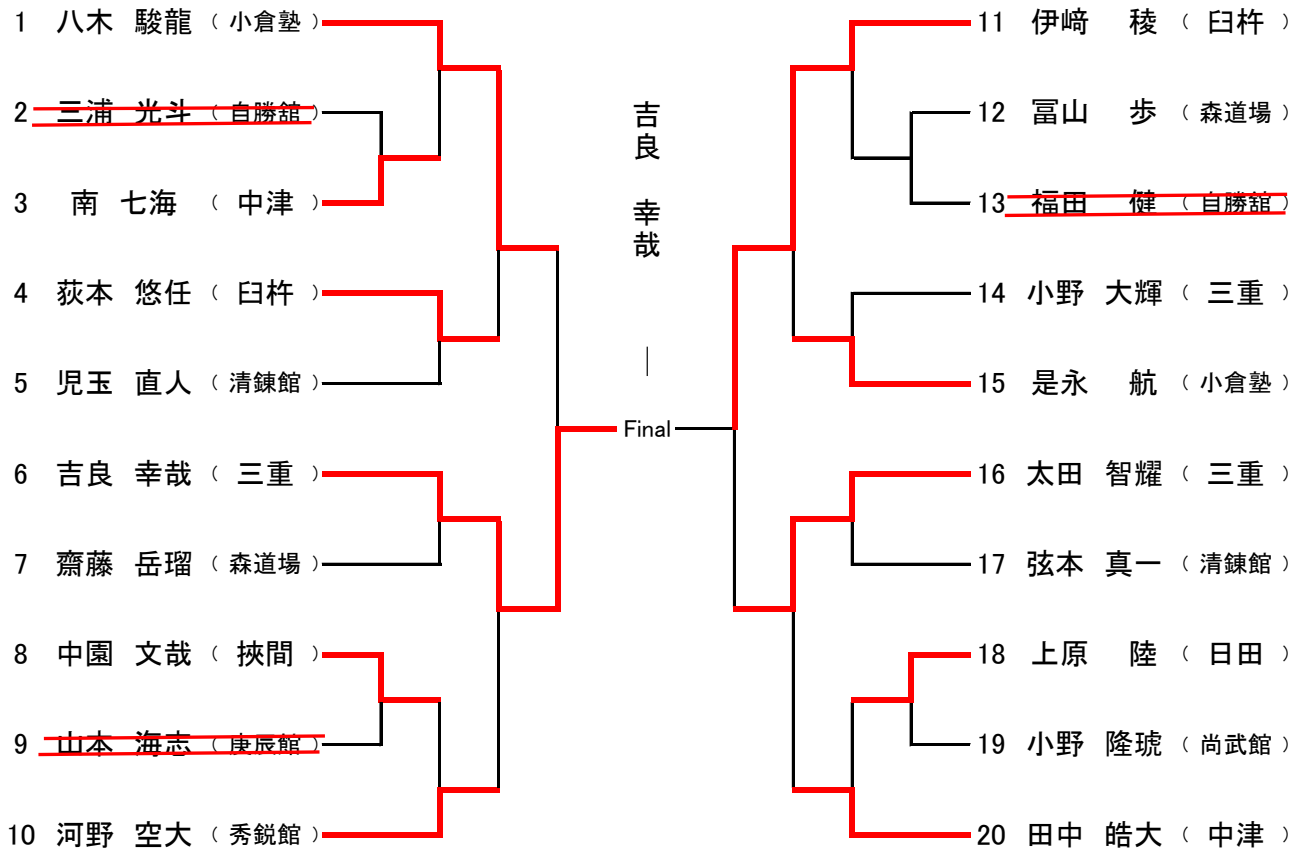 1 八木 駿龍 （ 小倉塾 ）
2 三浦 光斗 （ 自勝舘 ）
3 南 七海 （ 中津 ）
4 荻本 悠任 （ 臼杵 ）
5 児玉 直人 （ 清錬館 ）
6 吉良 幸哉 （ 三重 ）
7 齋藤 岳瑠 （ 森道場 ）
8 中園 文哉 （ 挾間 ）
9 山本 海志 （ 庚辰館 ）
10 河野 空大 （ 秀鋭館 ）
吉良 幸哉 ｜
Final
11 伊﨑 稜 （ 臼杵 ）
12 冨山 歩 （ 森道場 ）
13 福田 健 （ 自勝舘 ）
14 小野 大輝 （ 三重 ）
15 是永 航 （ 小倉塾 ）
16 太田 智耀 （ 三重 ）
17 弦本 真一 （ 清錬館 ）
18 上原 陸 （ 日田 ）
19 小野 隆琥 （ 尚武館 ）
20 田中 皓大 （ 中津 ）